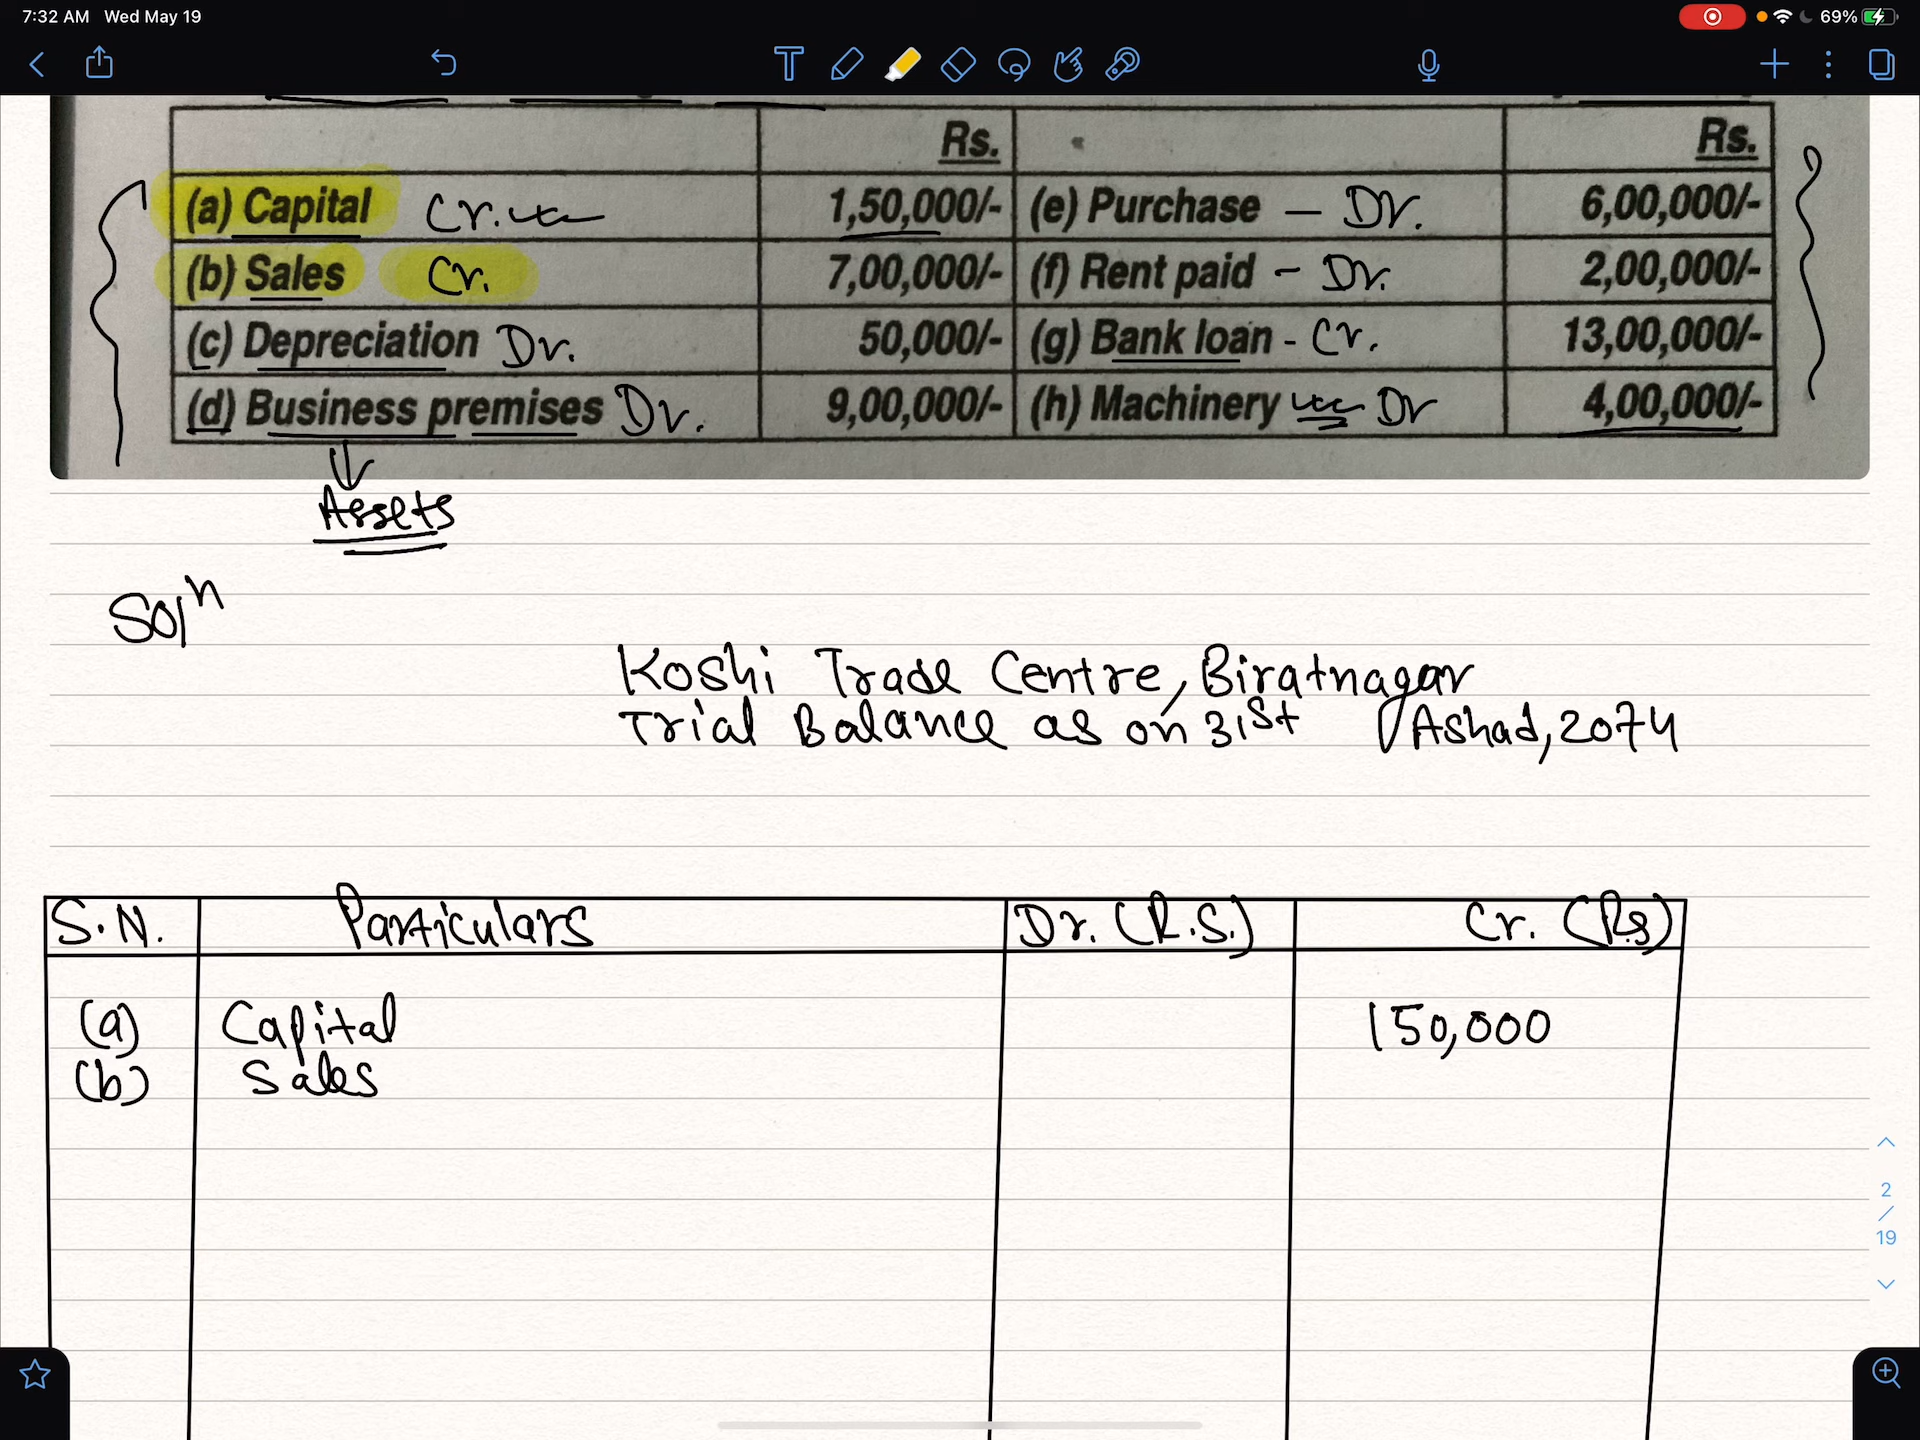 7:32 AM Wed May 19
69%
T
Rs. Rs.
(a) Capital Cr. 1,50,000/- (e) Purchase - Dr. 6,00,000/-
(b) Sales Cr. 7,00,000/- (f) Rent paid - Dr. 2,00,000/-
(c) Depreciation Dr. 50,000/- (g) Bank loan - Cr. 13,00,000/-
(d) Business premises Dr. 9,00,000/- (h) Machinery Dr 4,00,000/-
Assets
Solⁿ
Koshi Trade Centre, Biratnagar
Trial Balance as on 31st Ashad, 2074
S.N. Particulars Dr. (R.S.) Cr. (Rs)
(a) Capital 150,000
(b) Sales
2
/
19